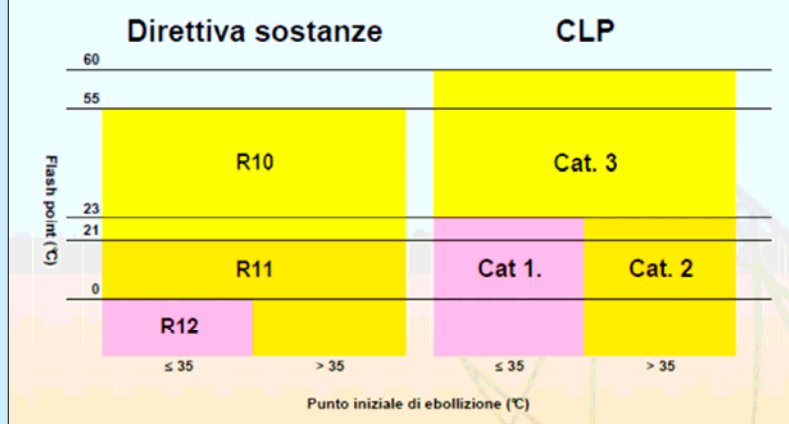 Direttiva sostanze
CLP
60
55
R10
Cat. 3
Flash point (°C)
23
21
R11
Cat 1.
Cat. 2
0
R12
≤ 35
> 35
≤ 35
> 35
Punto iniziale di ebollizione (°C)